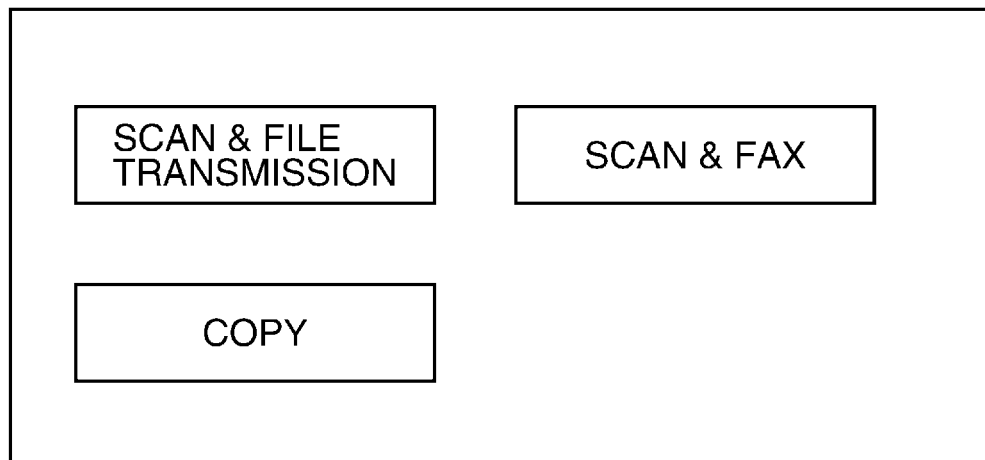 SCAN & FILE
TRANSMISSION
SCAN & FAX
COPY